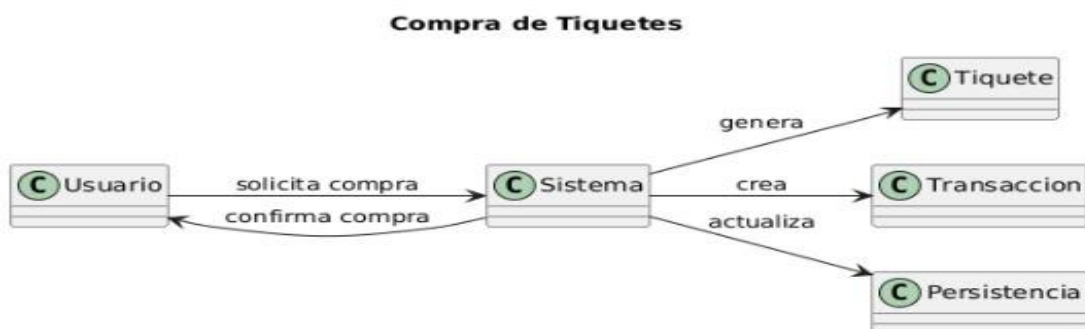 Compra de Tiquetes
C Tiquete
genera
C Usuario
solicita compra
C Sistema
crea
C Transaccion
confirma compra
actualiza
C Persistencia